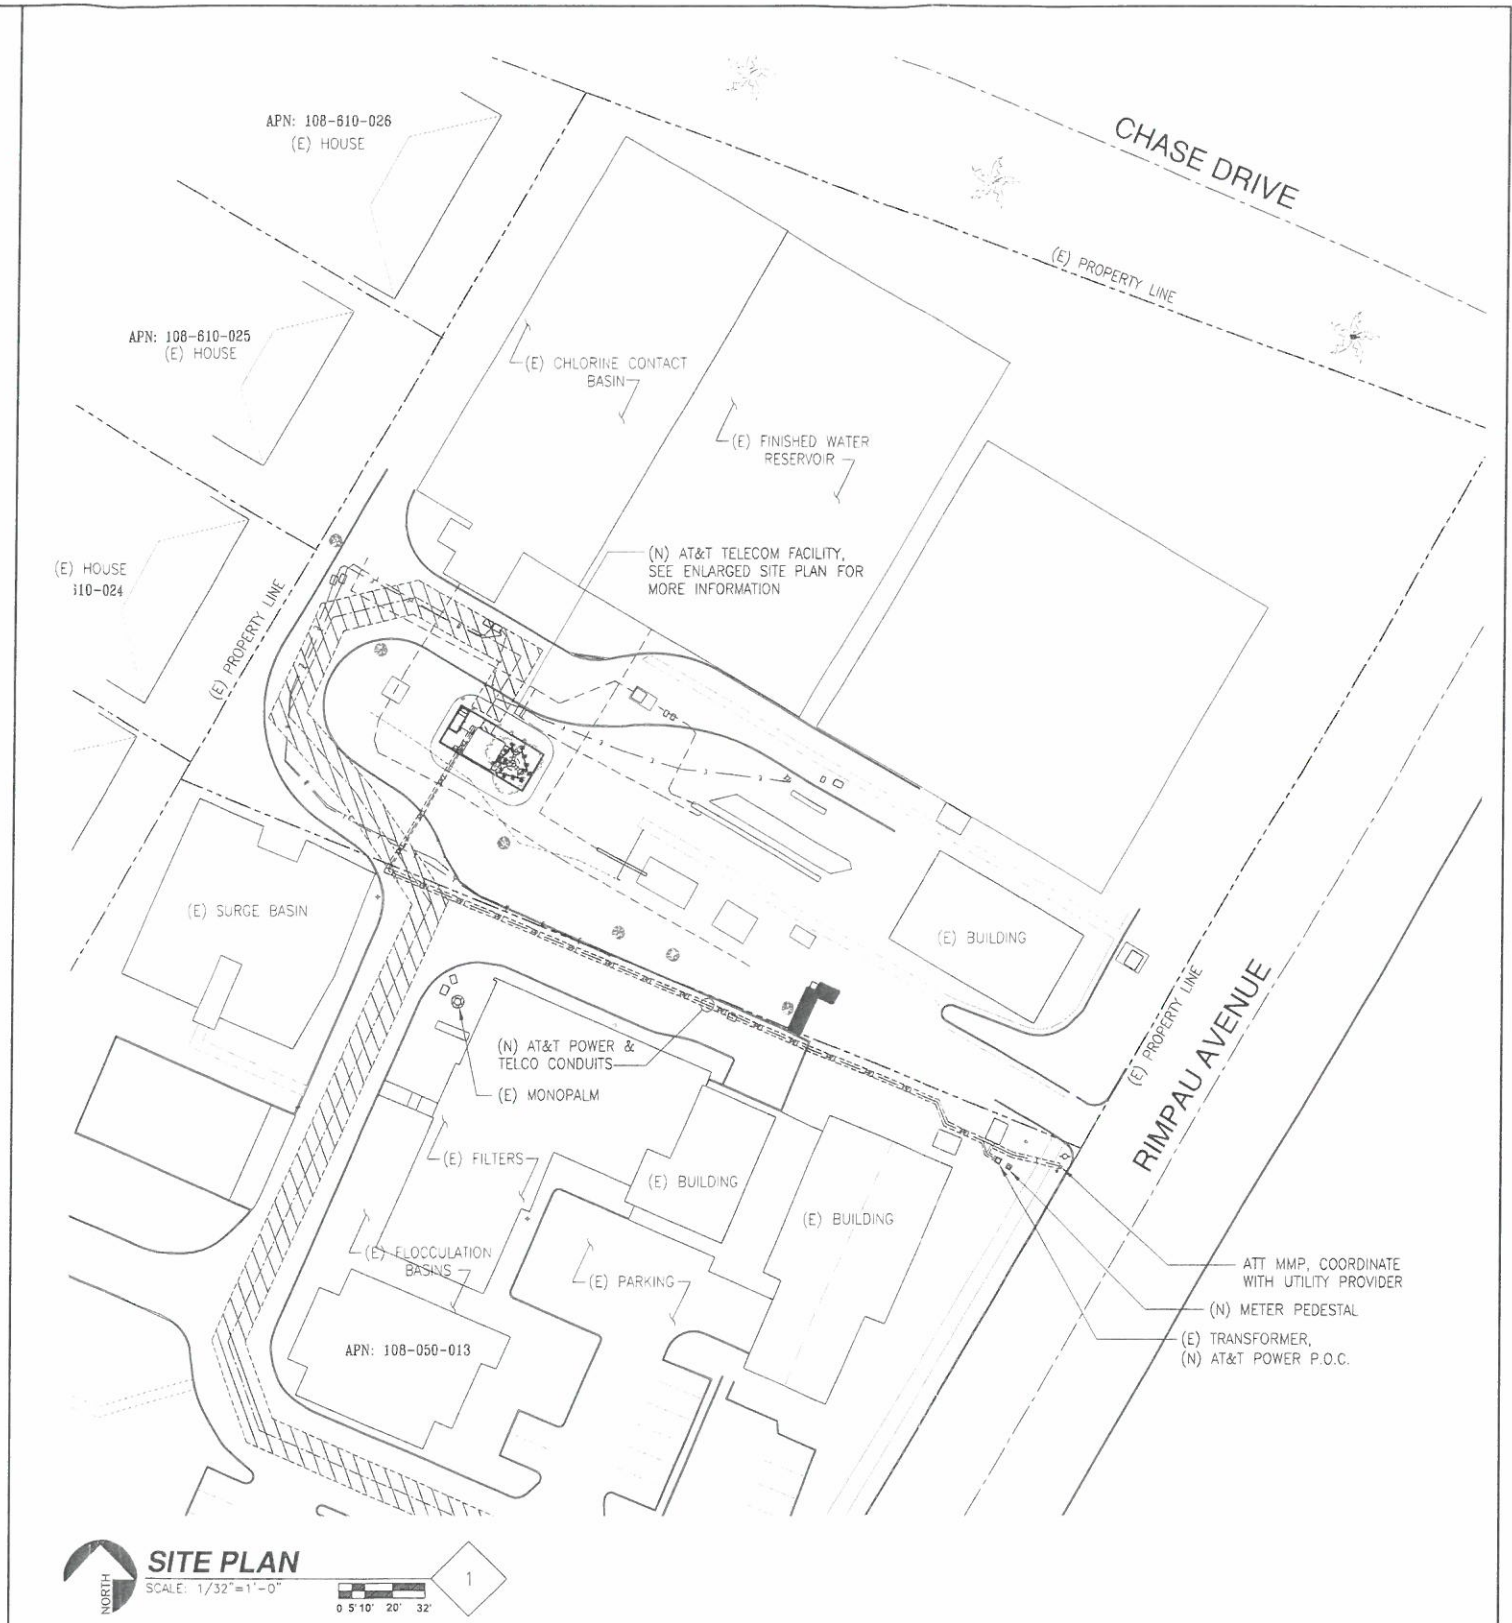 APN: 108-610-026
(E) HOUSE
CHASE DRIVE
(E) PROPERTY LINE
APN: 108-610-025
(E) HOUSE
(E) CHLORINE CONTACT
BASIN
(E) FINISHED WATER
RESERVOIR
(N) AT&T TELECOM FACILITY,
SEE ENLARGED SITE PLAN FOR
MORE INFORMATION
(E) HOUSE
610-024
(E) PROPERTY LINE
(E) SURGE BASIN
(E) BUILDING
(E) PROPERTY LINE
RIMPAU AVENUE
(N) AT&T POWER &
TELCO CONDUITS
(E) MONOPALM
(E) FILTERS
(E) BUILDING
(E) BUILDING
(E) FLOCCULATION
BASINS
(E) PARKING
ATT MMP, COORDINATE
WITH UTILITY PROVIDER
(N) METER PEDESTAL
(E) TRANSFORMER,
(N) AT&T POWER P.O.C.
APN: 108-050-013
NORTH
SITE PLAN
SCALE: 1/32"=1'-0"
0 5'10' 20' 32'
1